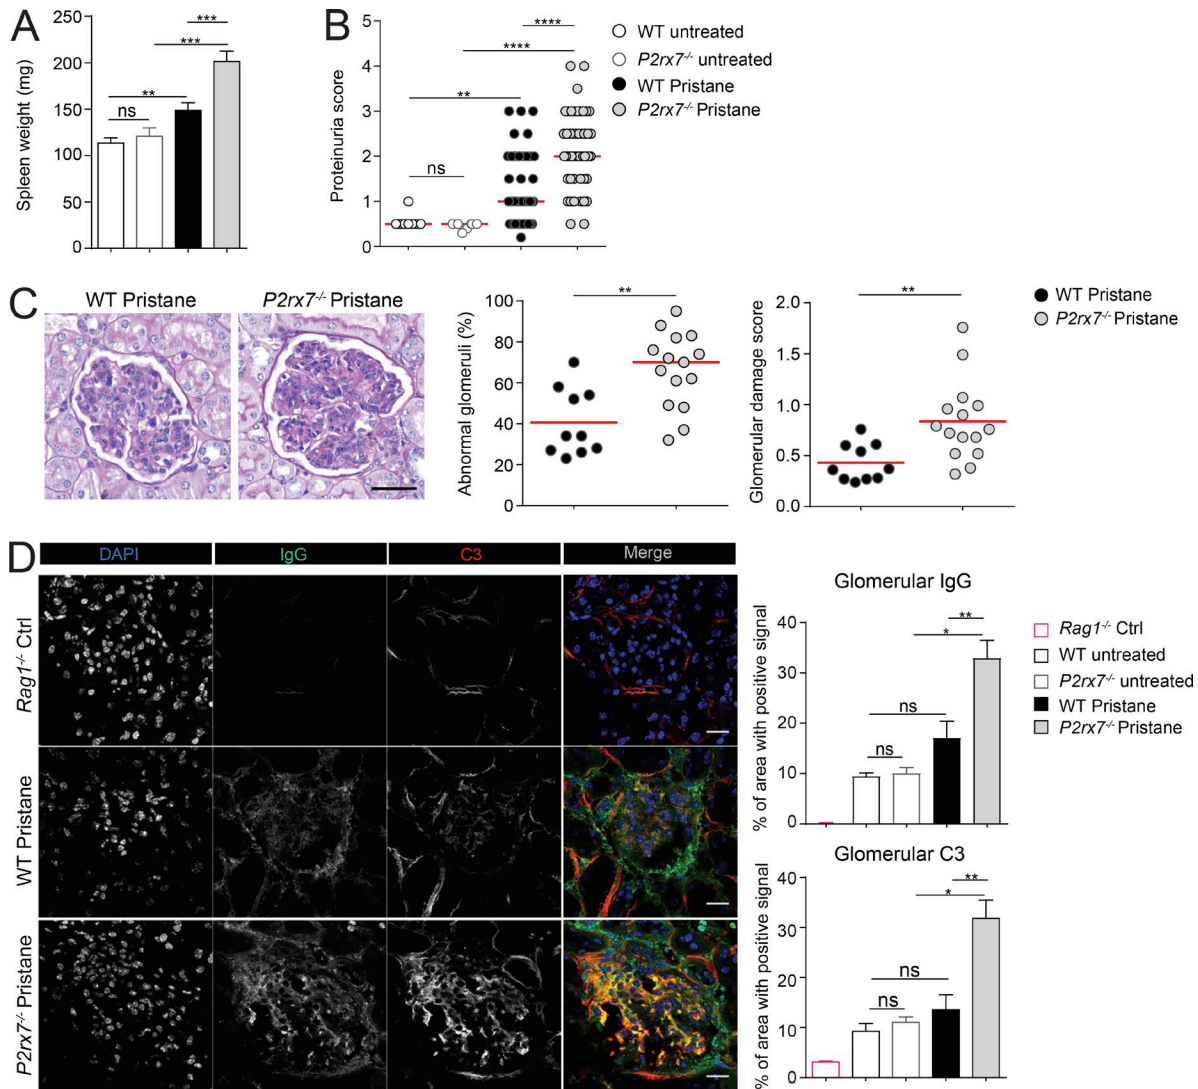 A
Spleen weight (mg)
250
200
150
100
50
0
ns
**
***
***
B
Proteinuria score
5
4
3
2
1
0
ns
**
****
****
WT untreated
P2rx7-/- untreated
WT Pristane
P2rx7-/- Pristane
C
WT Pristane
P2rx7-/- Pristane
Abnormal glomeruli (%)
100
80
60
40
20
0
**
Glomerular damage score
2.0
1.5
1.0
0.5
0.0
**
WT Pristane
P2rx7-/- Pristane
D
DAPI
IgG
C3
Merge
Rag1-/- Ctrl
WT Pristane
P2rx7-/- Pristane
Glomerular IgG
% of area with positive signal
40
30
20
10
0
ns
ns
*
**
Rag1-/- Ctrl
WT untreated
P2rx7-/- untreated
WT Pristane
P2rx7-/- Pristane
Glomerular C3
% of area with positive signal
40
30
20
10
0
ns
ns
*
**